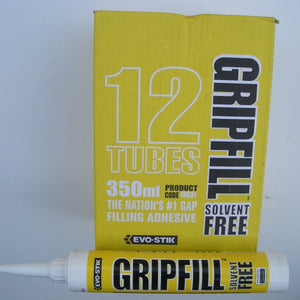 12
TUBES
350ml PRODUCT
CODE
THE NATION'S #1 GAP
FILLING ADHESIVE
EVO-STIK
GRIPFILL
SOLVENT
FREE
EVO-STIK
GRIPFILL
SOLVENT
FREE